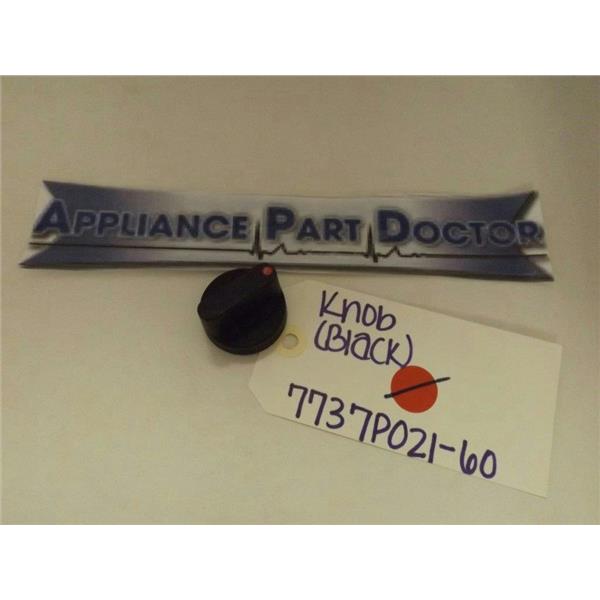 APPLIANCE PART DOCTOR
Knob
(Black)
7737P021-60